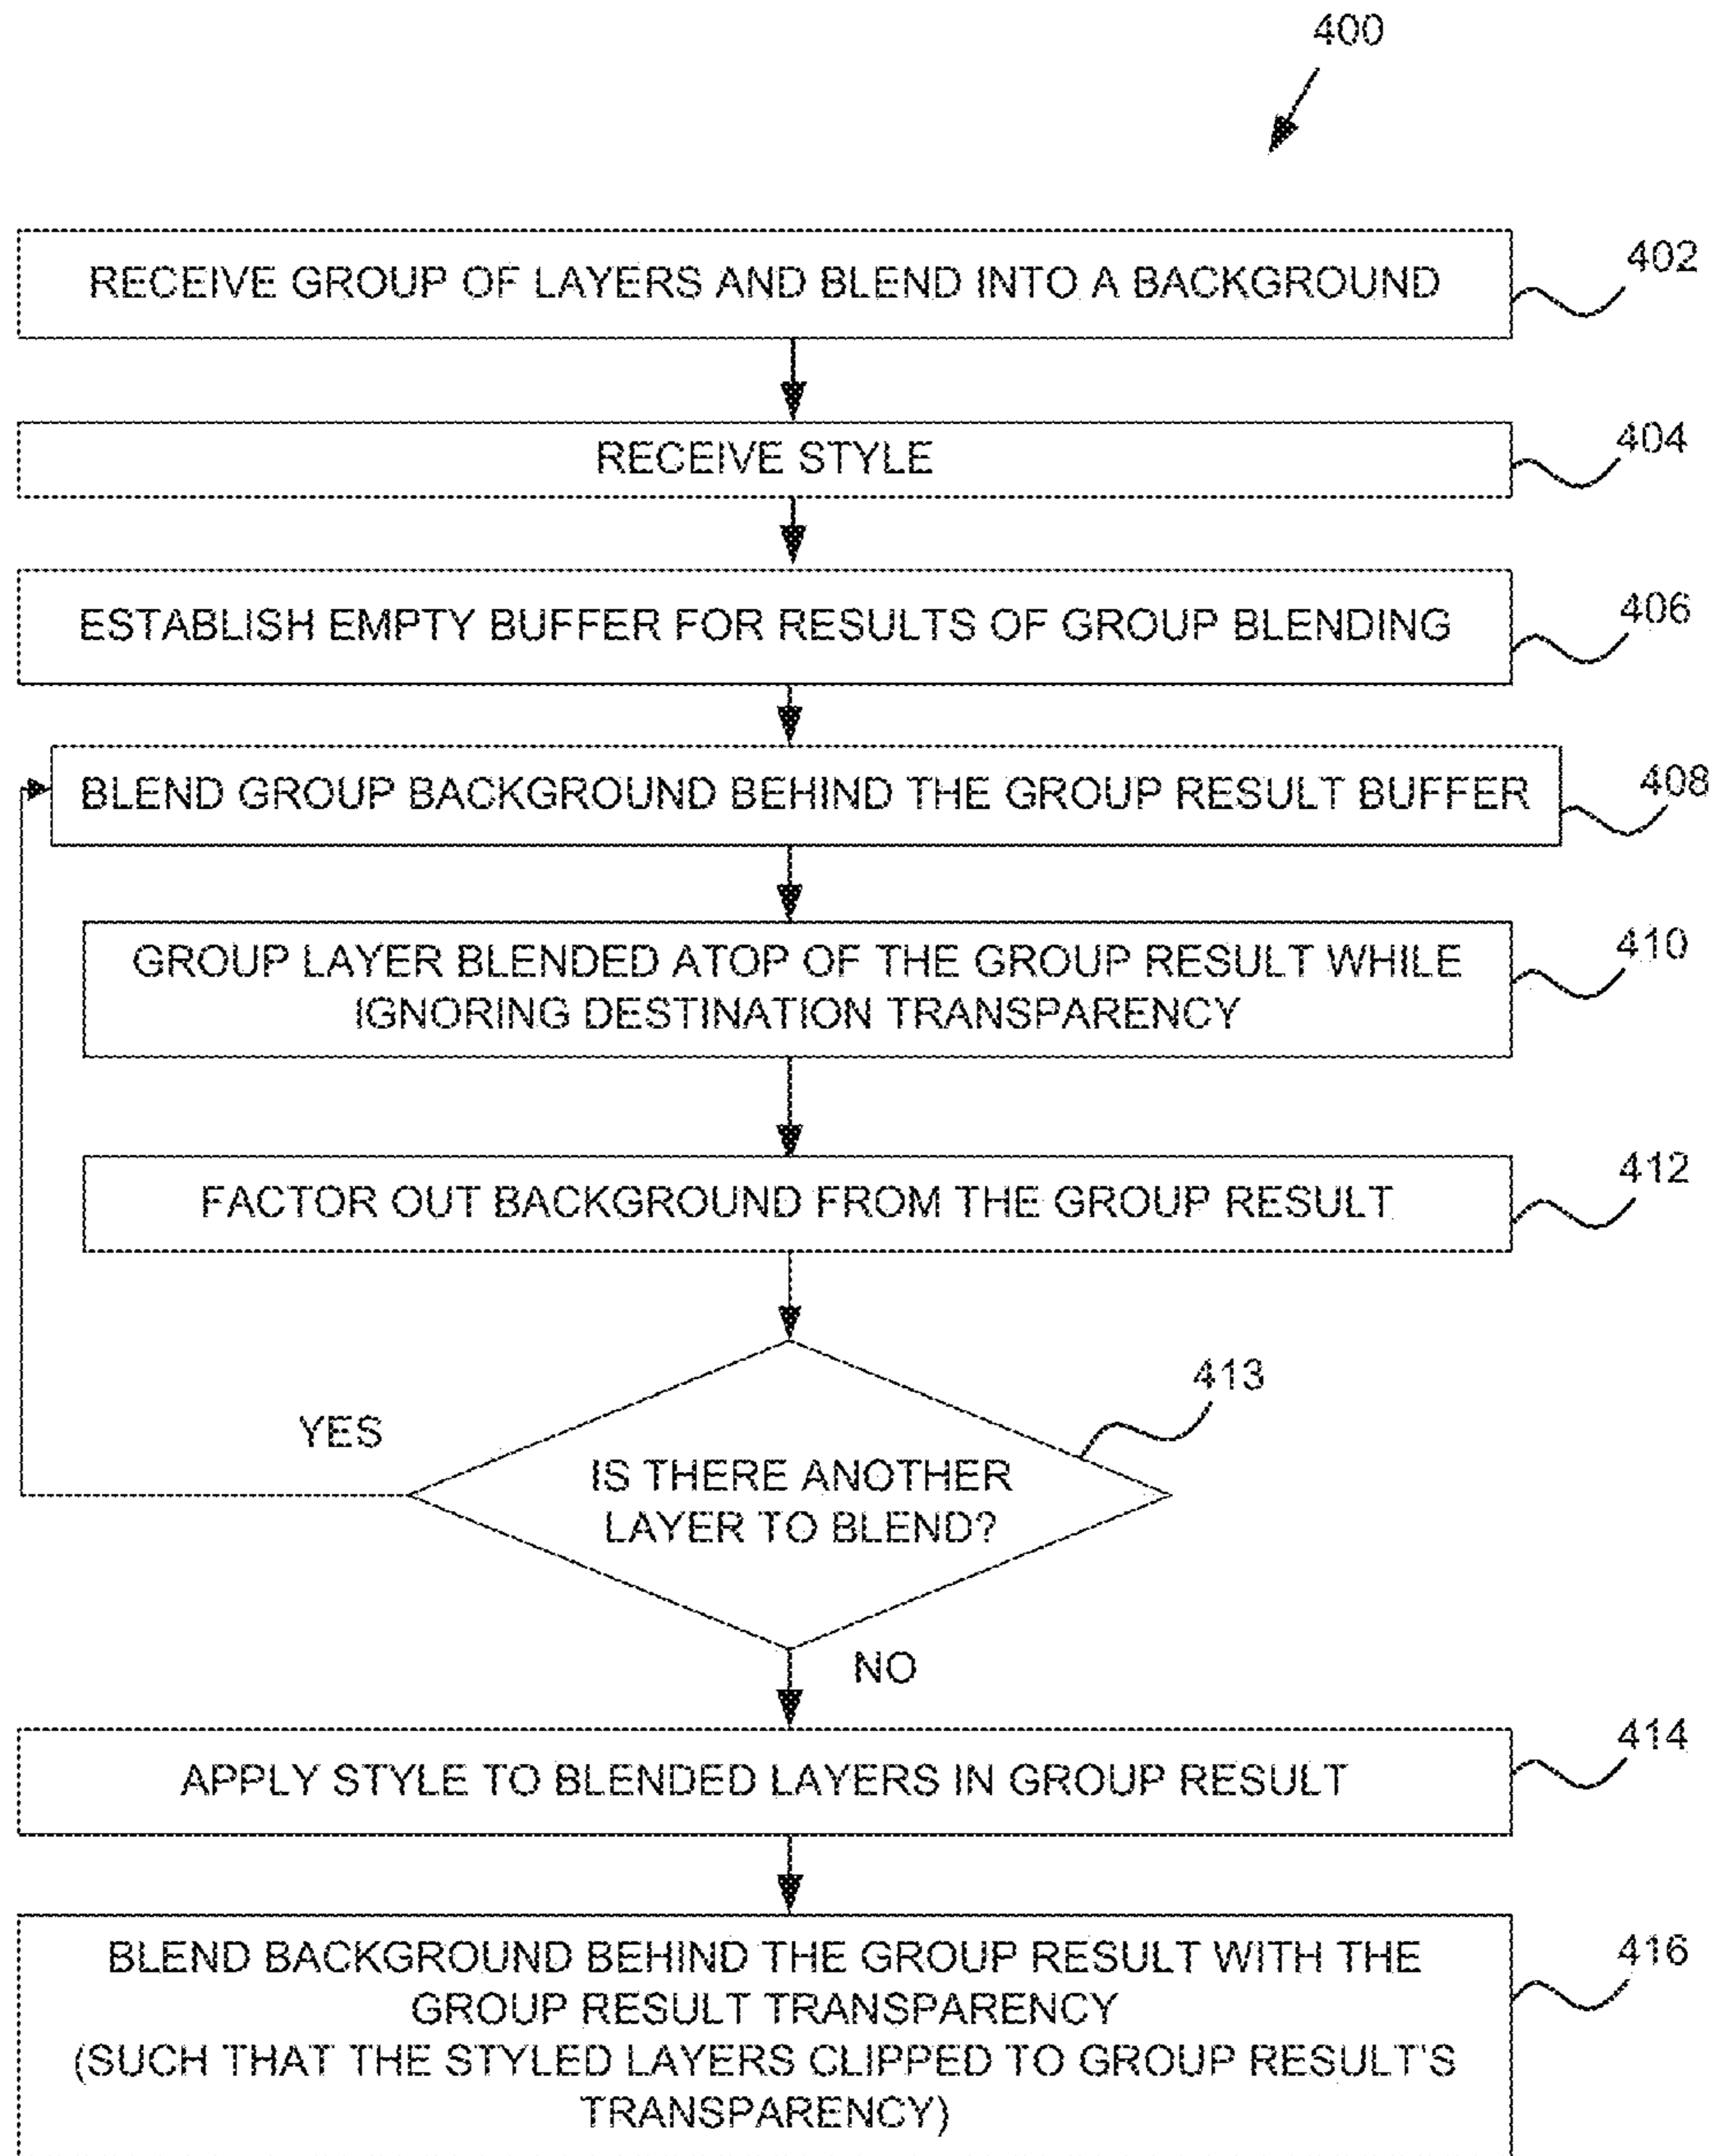 400
RECEIVE GROUP OF LAYERS AND BLEND INTO A BACKGROUND
402
RECEIVE STYLE
404
ESTABLISH EMPTY BUFFER FOR RESULTS OF GROUP BLENDING
406
BLEND GROUP BACKGROUND BEHIND THE GROUP RESULT BUFFER
408
GROUP LAYER BLENDED ATOP OF THE GROUP RESULT WHILE
IGNORING DESTINATION TRANSPARENCY
410
FACTOR OUT BACKGROUND FROM THE GROUP RESULT
412
413
YES
IS THERE ANOTHER
LAYER TO BLEND?
NO
APPLY STYLE TO BLENDED LAYERS IN GROUP RESULT
414
BLEND BACKGROUND BEHIND THE GROUP RESULT WITH THE
GROUP RESULT TRANSPARENCY
(SUCH THAT THE STYLED LAYERS CLIPPED TO GROUP RESULT'S
TRANSPARENCY)
416